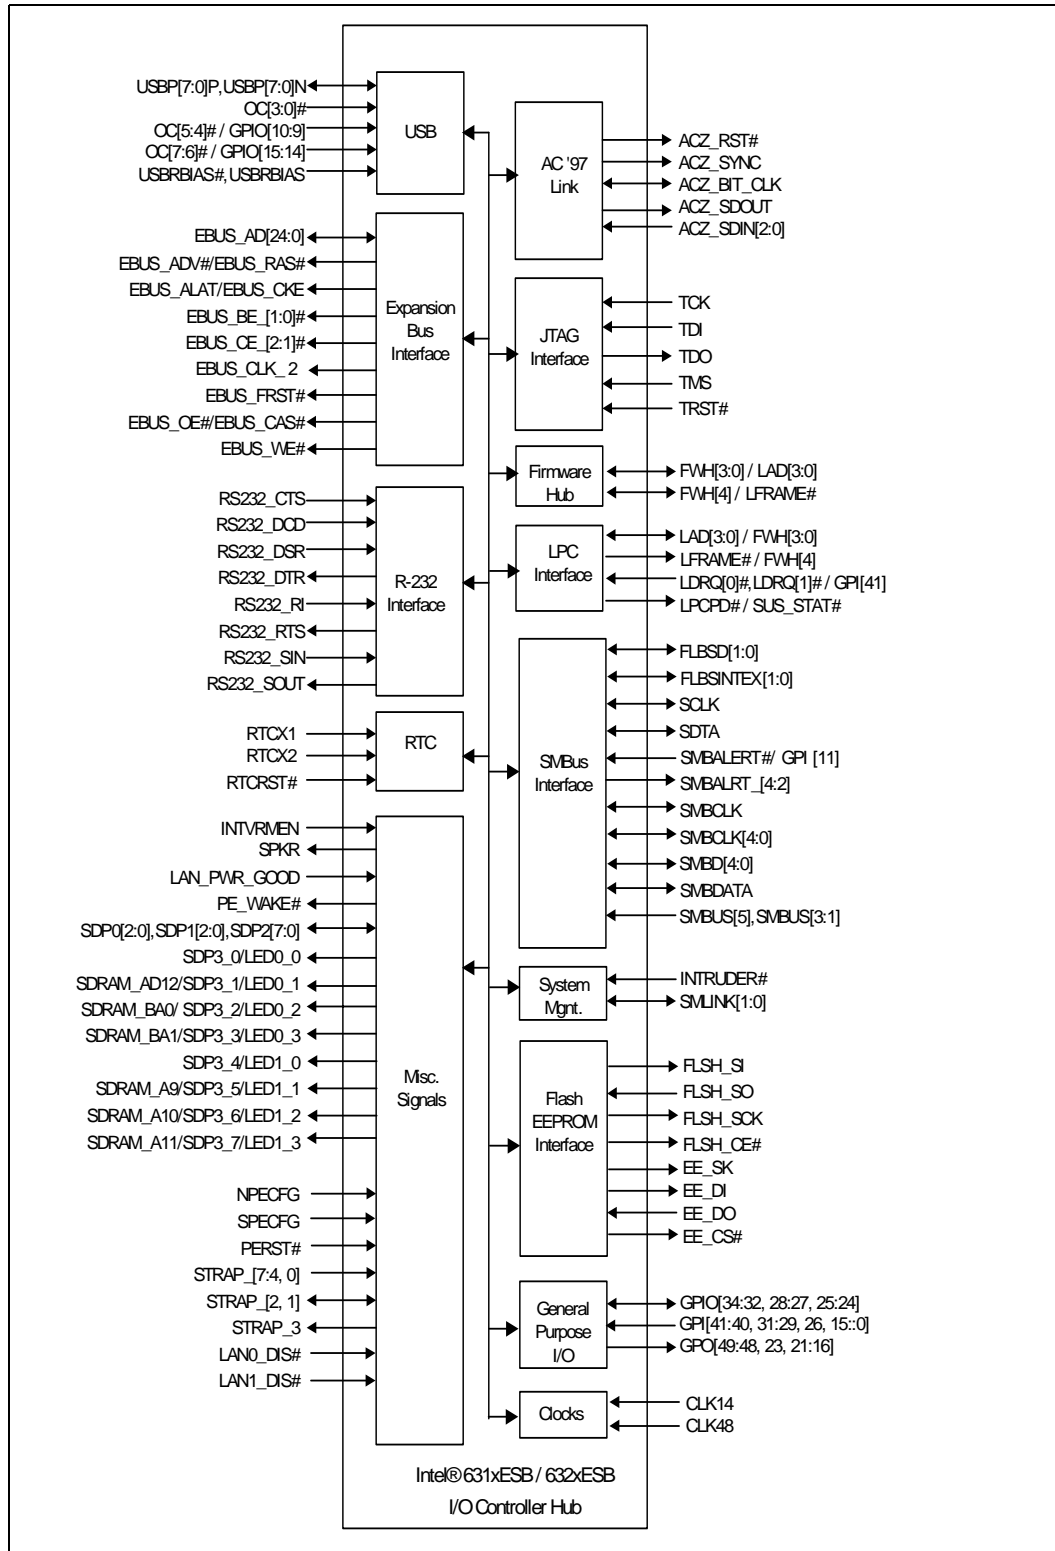 USBP[7:0]P, USBP[7:0]N
OC[3:0]#
OC[5:4]# / GPIO[10:9]
OC[7:6]# / GPIO[15:14]
USBRBIAS#, USBRBIAS
USB
EBUS_AD[24:0]
EBUS_ADV#/EBUS_RAS#
EBUS_ALAT/EBUS_CKE
EBUS_BE_[1:0]#
EBUS_CE_[2:1]#
EBUS_CLK_2
EBUS_FRST#
EBUS_OE#/EBUS_CAS#
EBUS_WE#
Expansion
Bus
Interface
RS232_CTS
RS232_DCD
RS232_DSR
RS232_DTR
RS232_RI
RS232_RTS
RS232_SIN
RS232_SOUT
R-232
Interface
RTCX1
RTCX2
RTCRST#
RTC
INTVRMEN
SPKR
LAN_PWR_GOOD
PE_WAKE#
SDP0[2:0], SDP1[2:0], SDP2[7:0]
SDP3_0/LED0_0
SDRAM_AD12/SDP3_1/LED0_1
SDRAM_BA0/ SDP3_2/LED0_2
SDRAM_BA1/SDP3_3/LED0_3
SDP3_4/LED1_0
SDRAM_A9/SDP3_5/LED1_1
SDRAM_A10/SDP3_6/LED1_2
SDRAM_A11/SDP3_7/LED1_3
NPECFG
SPECFG
PERST#
STRAP_[7:4, 0]
STRAP_[2, 1]
STRAP_3
LAN0_DIS#
LAN1_DIS#
Misc.
Signals
AC '97
Link
ACZ_RST#
ACZ_SYNC
ACZ_BIT_CLK
ACZ_SDOUT
ACZ_SDIN[2:0]
JTAG
Interface
TCK
TDI
TDO
TMS
TRST#
Firmware
Hub
FWH[3:0] / LAD[3:0]
FWH[4] / LFRAME#
LPC
Interface
LAD[3:0] / FWH[3:0]
LFRAME# / FWH[4]
LDRQ[0]#, LDRQ[1]# / GPI[41]
LPCPD# / SUS_STAT#
SMBus
Interface
FLBSD[1:0]
FLBSINTEX[1:0]
SCLK
SDTA
SMBALERT#/ GPI [11]
SMBALRT_[4:2]
SMBCLK
SMBCLK[4:0]
SMBD[4:0]
SMBDATA
SMBUS[5], SMBUS[3:1]
System
Mgnt.
INTRUDER#
SMLINK[1:0]
Flash
EEPROM
Interface
FLSH_SI
FLSH_SO
FLSH_SCK
FLSH_CE#
EE_SK
EE_DI
EE_DO
EE_CS#
General
Purpose
I/O
GPIO[34:32, 28:27, 25:24]
GPI[41:40, 31:29, 26, 15::0]
GPO[49:48, 23, 21:16]
Clocks
CLK14
CLK48
Intel® 631xESB / 632xESB
I/O Controller Hub